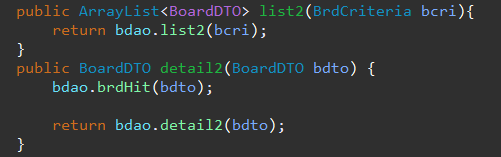 public ArrayList<BoardDTO> list2(BrdCriteria bcri){
return bdao.list2(bcri);
}
public BoardDTO detail2(BoardDTO bdto) {
bdao.brdHit(bdto);
return bdao.detail2(bdto);
}